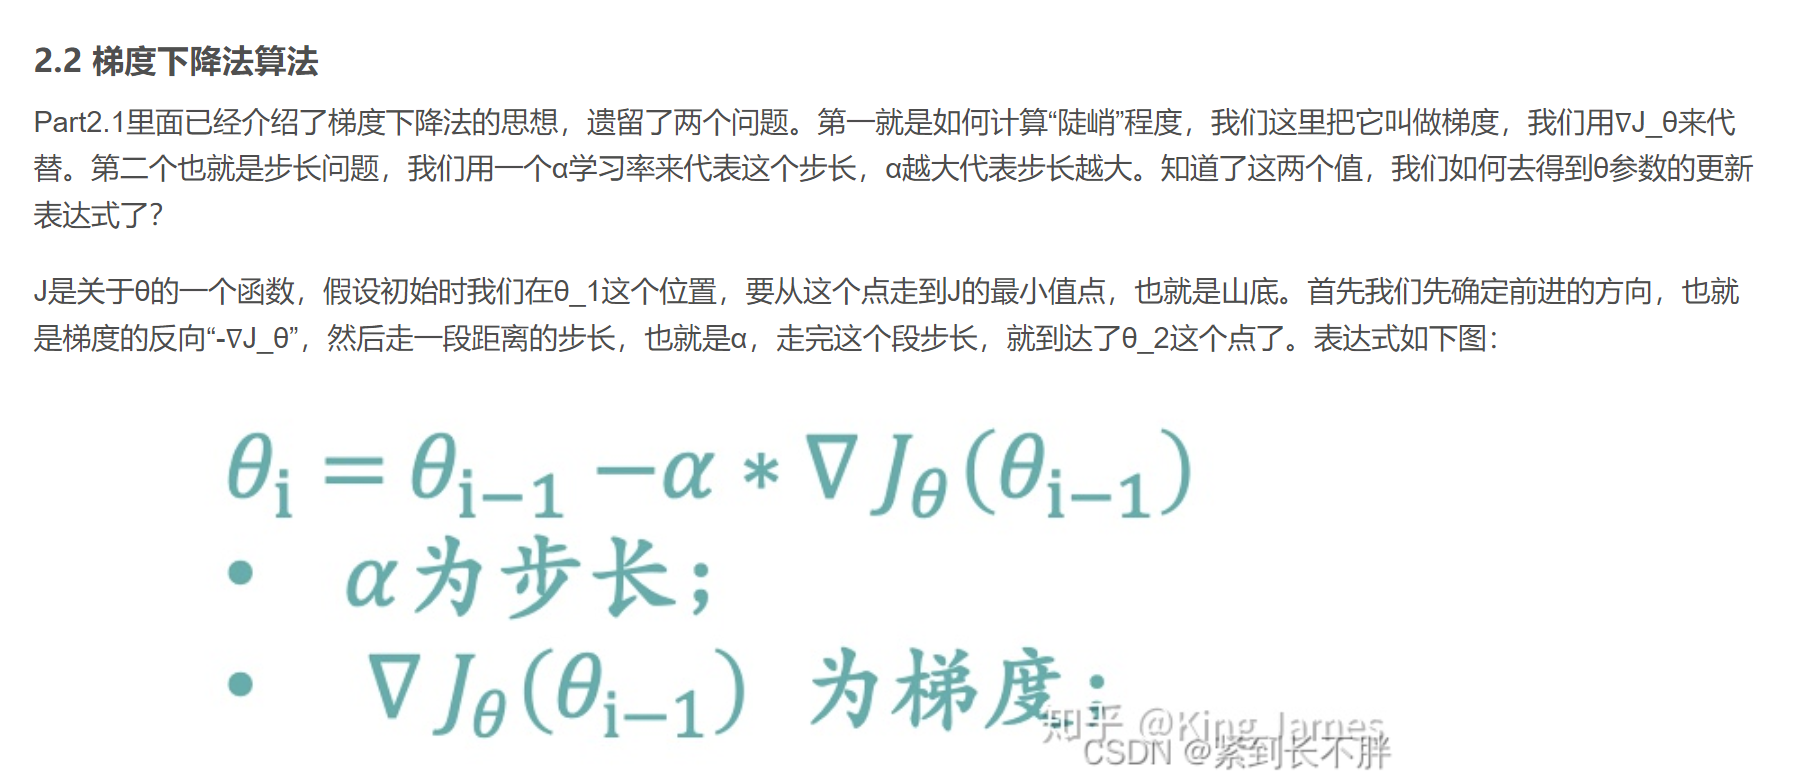 2.2 梯度下降法算法
Part2.1里面已经介绍了梯度下降法的思想，遗留了两个问题。第一就是如何计算“陡峭”程度，我们这里把它叫做梯度，我们用∇J_θ来代
替。第二个也就是步长问题，我们用一个α学习率来代表这个步长，α越大代表步长越大。知道了这两个值，我们如何去得到θ参数的更新
表达式了？
J是关于θ的一个函数，假设初始时我们在θ_1这个位置，要从这个点走到J的最小值点，也就是山底。首先我们先确定前进的方向，也就
是梯度的反向“-∇J_θ”，然后走一段距离的步长，也就是α，走完这个段步长，就到达了θ_2这个点了。表达式如下图：
θ_i = θ_{i−1} −α * ∇J_θ(θ_{i−1})
• α为步长；
• ∇J_θ(θ_{i−1}) 为梯度；
知乎 @King James
CSDN @紧到长不胖